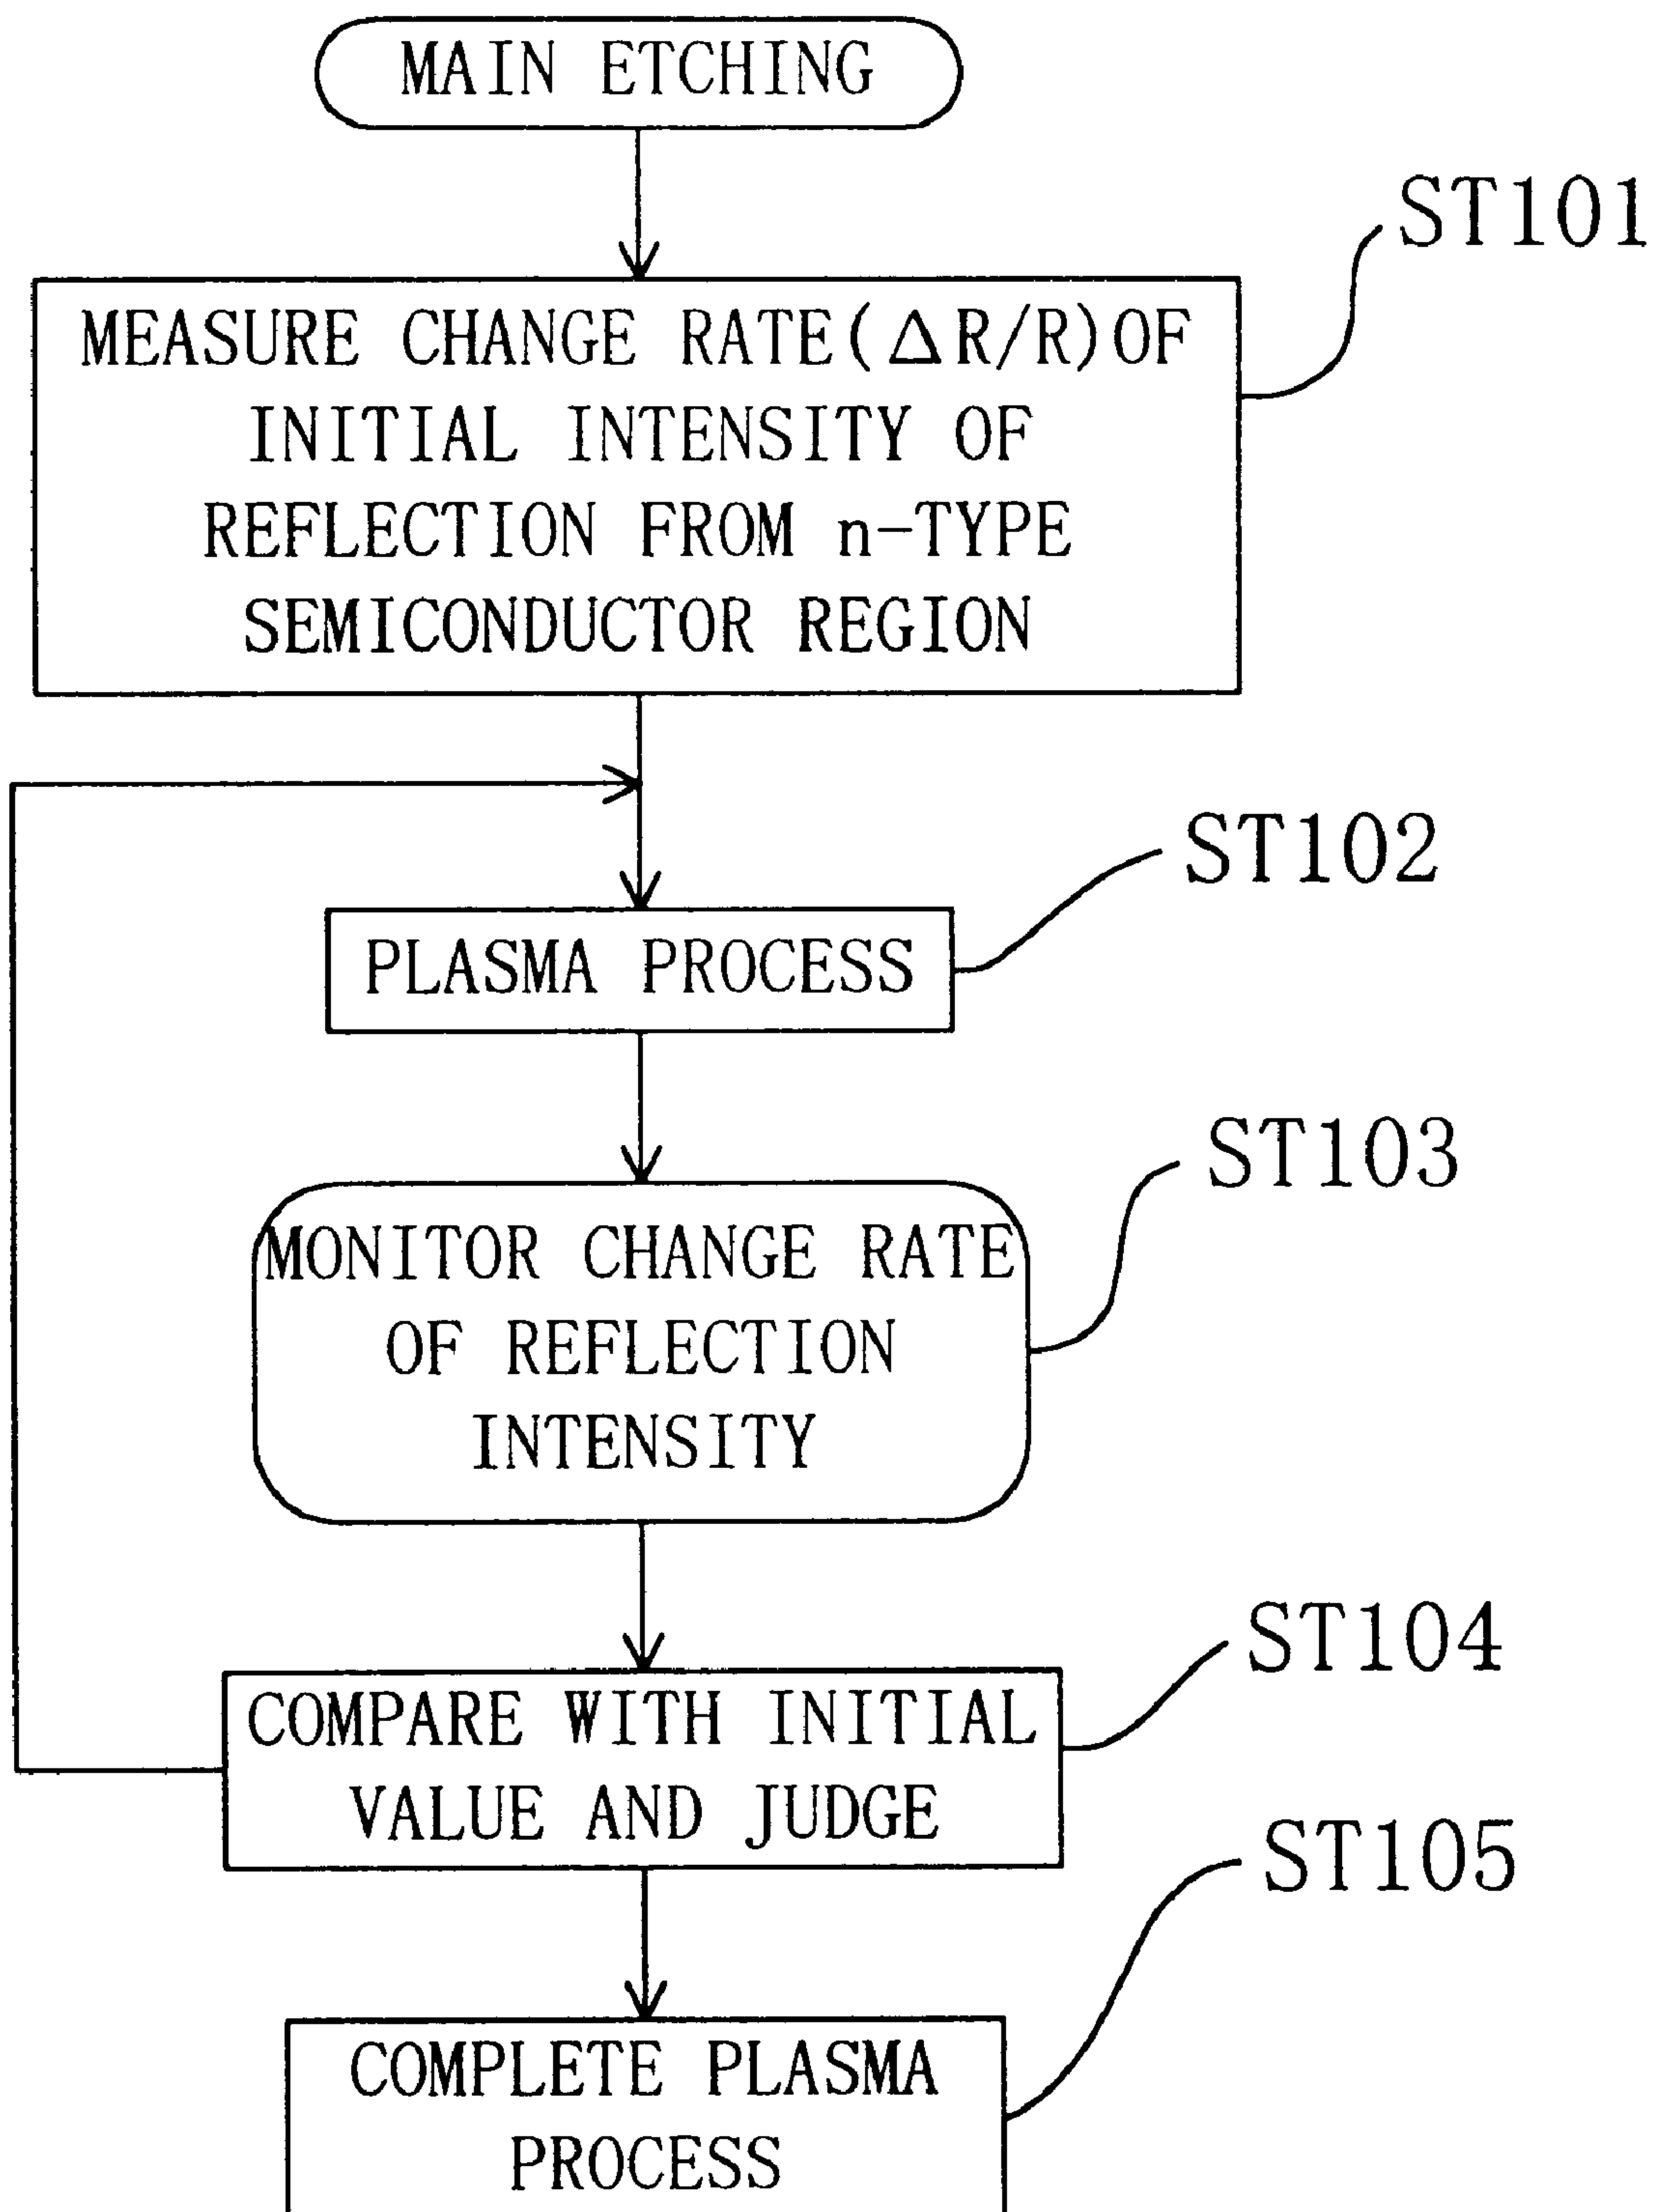 MAIN ETCHING
ST101
MEASURE CHANGE RATE(ΔR/R)OF
INITIAL INTENSITY OF
REFLECTION FROM n-TYPE
SEMICONDUCTOR REGION
ST102
PLASMA PROCESS
ST103
MONITOR CHANGE RATE
OF REFLECTION
INTENSITY
ST104
COMPARE WITH INITIAL
VALUE AND JUDGE
ST105
COMPLETE PLASMA
PROCESS